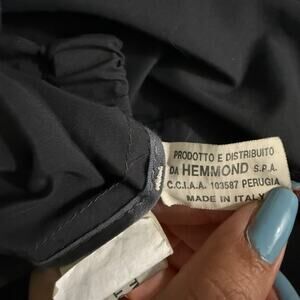 PRODOTTO E DISTRIBUITO
DA HEMMOND S.P.A.
C.C.I.A.A. 103587 PERUGIA
MADE IN ITALY